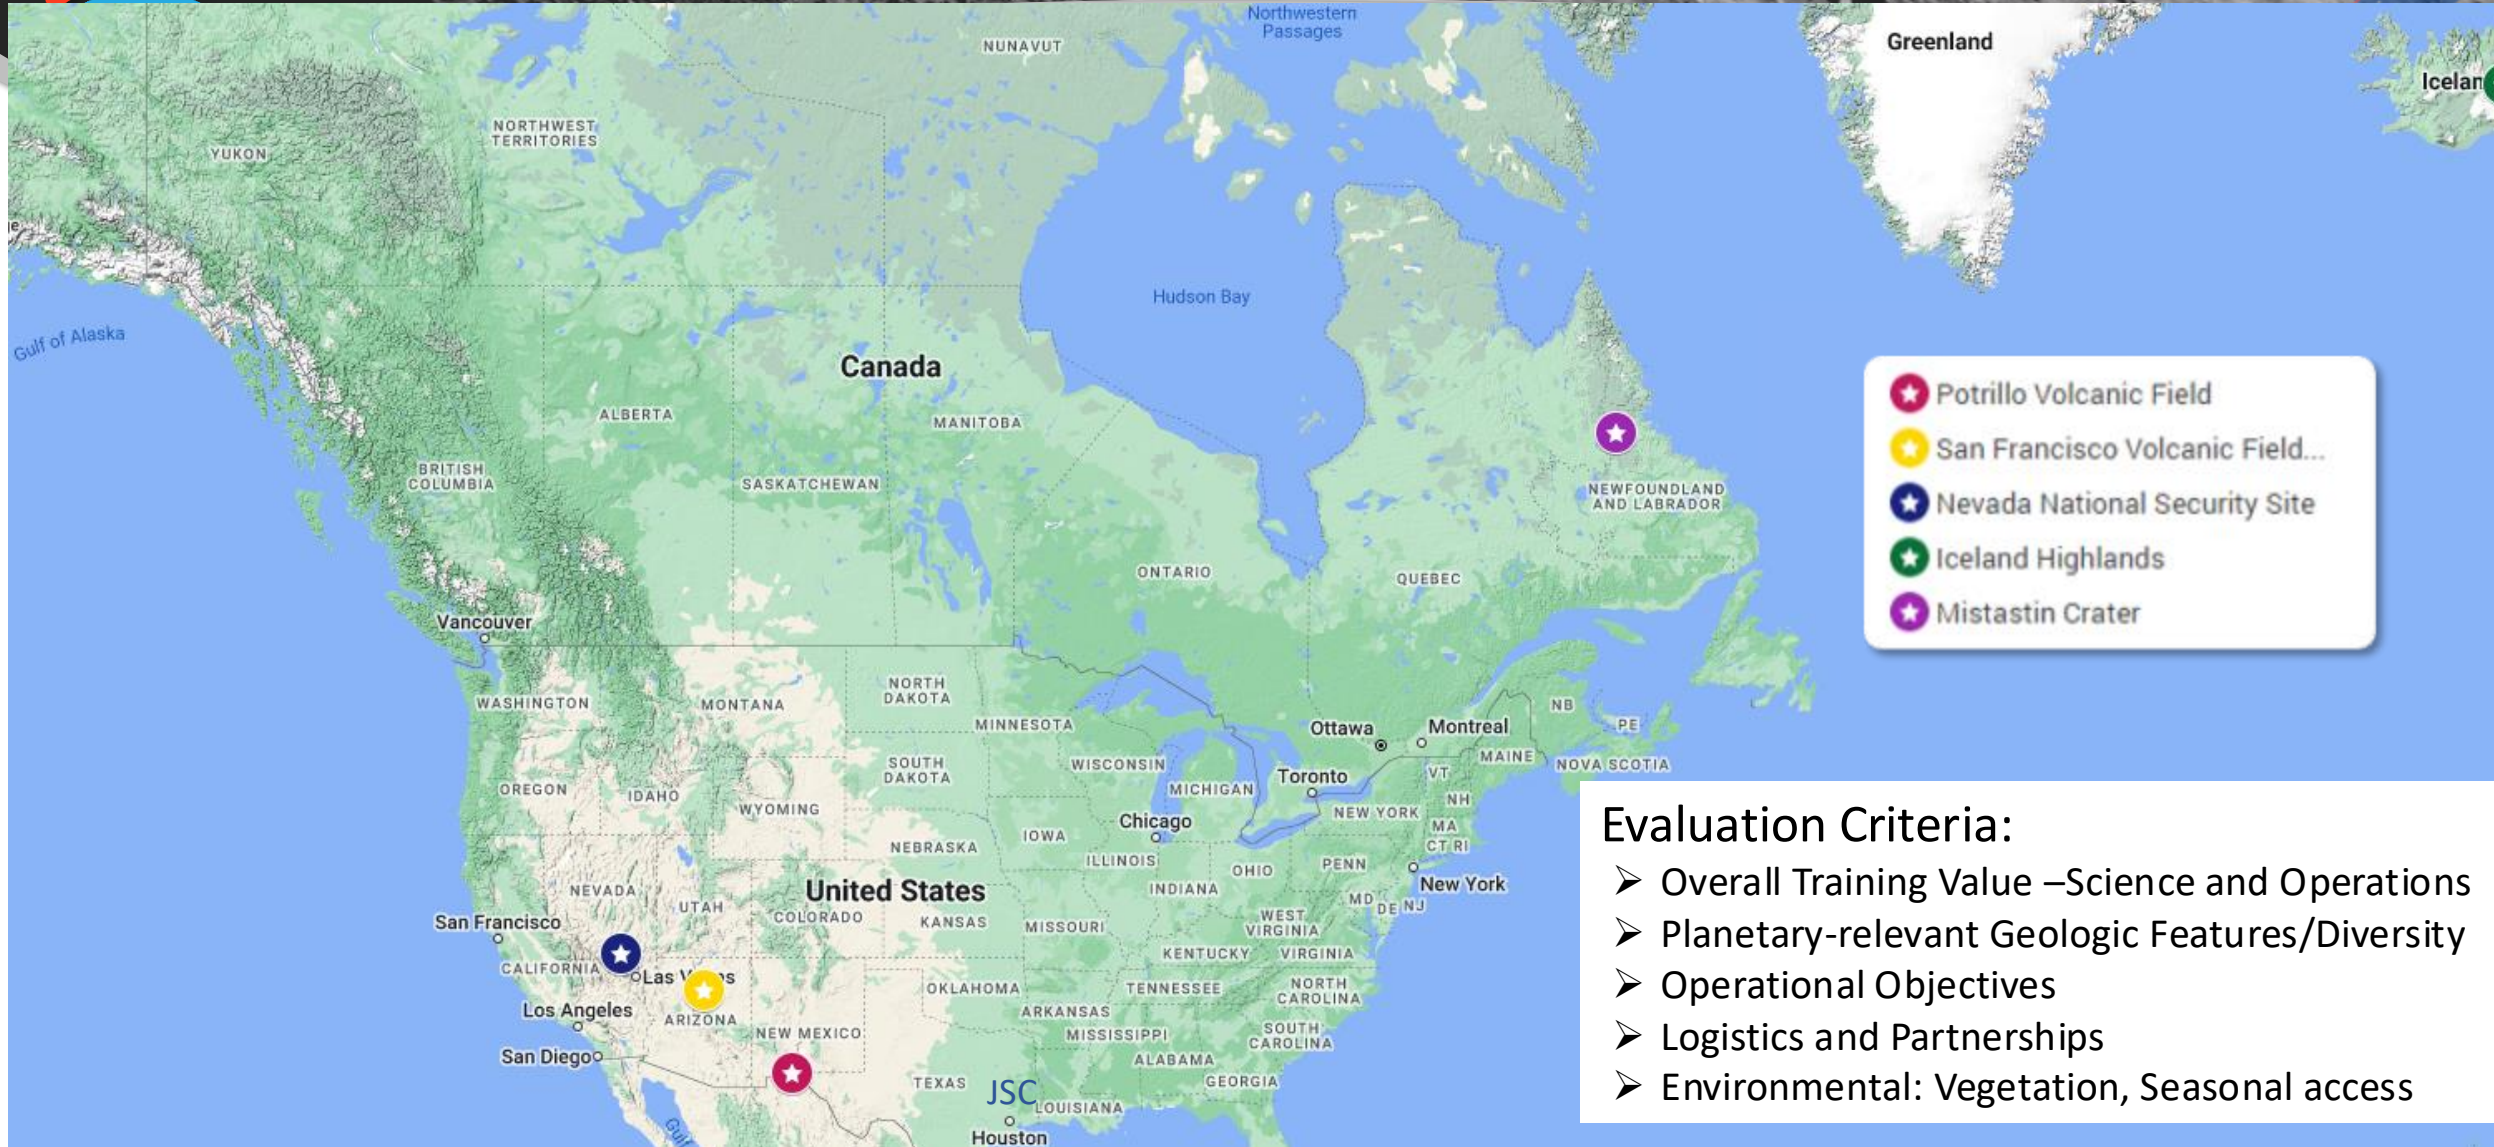 Northwestern
Passages
NUNAVUT
Greenland
Icelan
NORTHWEST
TERRITORIES
YUKON
Hudson Bay
Gulf of Alaska
Canada
ALBERTA
MANITOBA
BRITISH
COLUMBIA
SASKATCHEWAN
NEWFOUNDLAND
AND LABRADOR
ONTARIO
QUEBEC
Potrillo Volcanic Field
San Francisco Volcanic Field...
Nevada National Security Site
Iceland Highlands
Mistastin Crater
Vancouver
WASHINGTON
MONTANA
NORTH
DAKOTA
MINNESOTA
Ottawa
Montreal
NB
PE
MAINE
NOVA SCOTIA
OREGON
IDAHO
WYOMING
SOUTH
DAKOTA
WISCONSIN
MICHIGAN
Toronto
VT
NH
NEW YORK
MA
CT RI
Chicago
IOWA
NEBRASKA
ILLINOIS
INDIANA
OHIO
PENN
New York
MD
DE
NJ
NEVADA
UTAH
United States
COLORADO
KANSAS
MISSOURI
WEST
VIRGINIA
KENTUCKY
VIRGINIA
San Francisco
CALIFORNIA
Las V s
Los Angeles
ARIZONA
NEW MEXICO
OKLAHOMA
ARKANSAS
TENNESSEE
NORTH
CAROLINA
MISSISSIPPI
SOUTH
CAROLINA
San Diego
TEXAS
JSC
LOUISIANA
ALABAMA
GEORGIA
Houston
Gulf
Evaluation Criteria:
➢ Overall Training Value –Science and Operations
➢ Planetary-relevant Geologic Features/Diversity
➢ Operational Objectives
➢ Logistics and Partnerships
➢ Environmental: Vegetation, Seasonal access